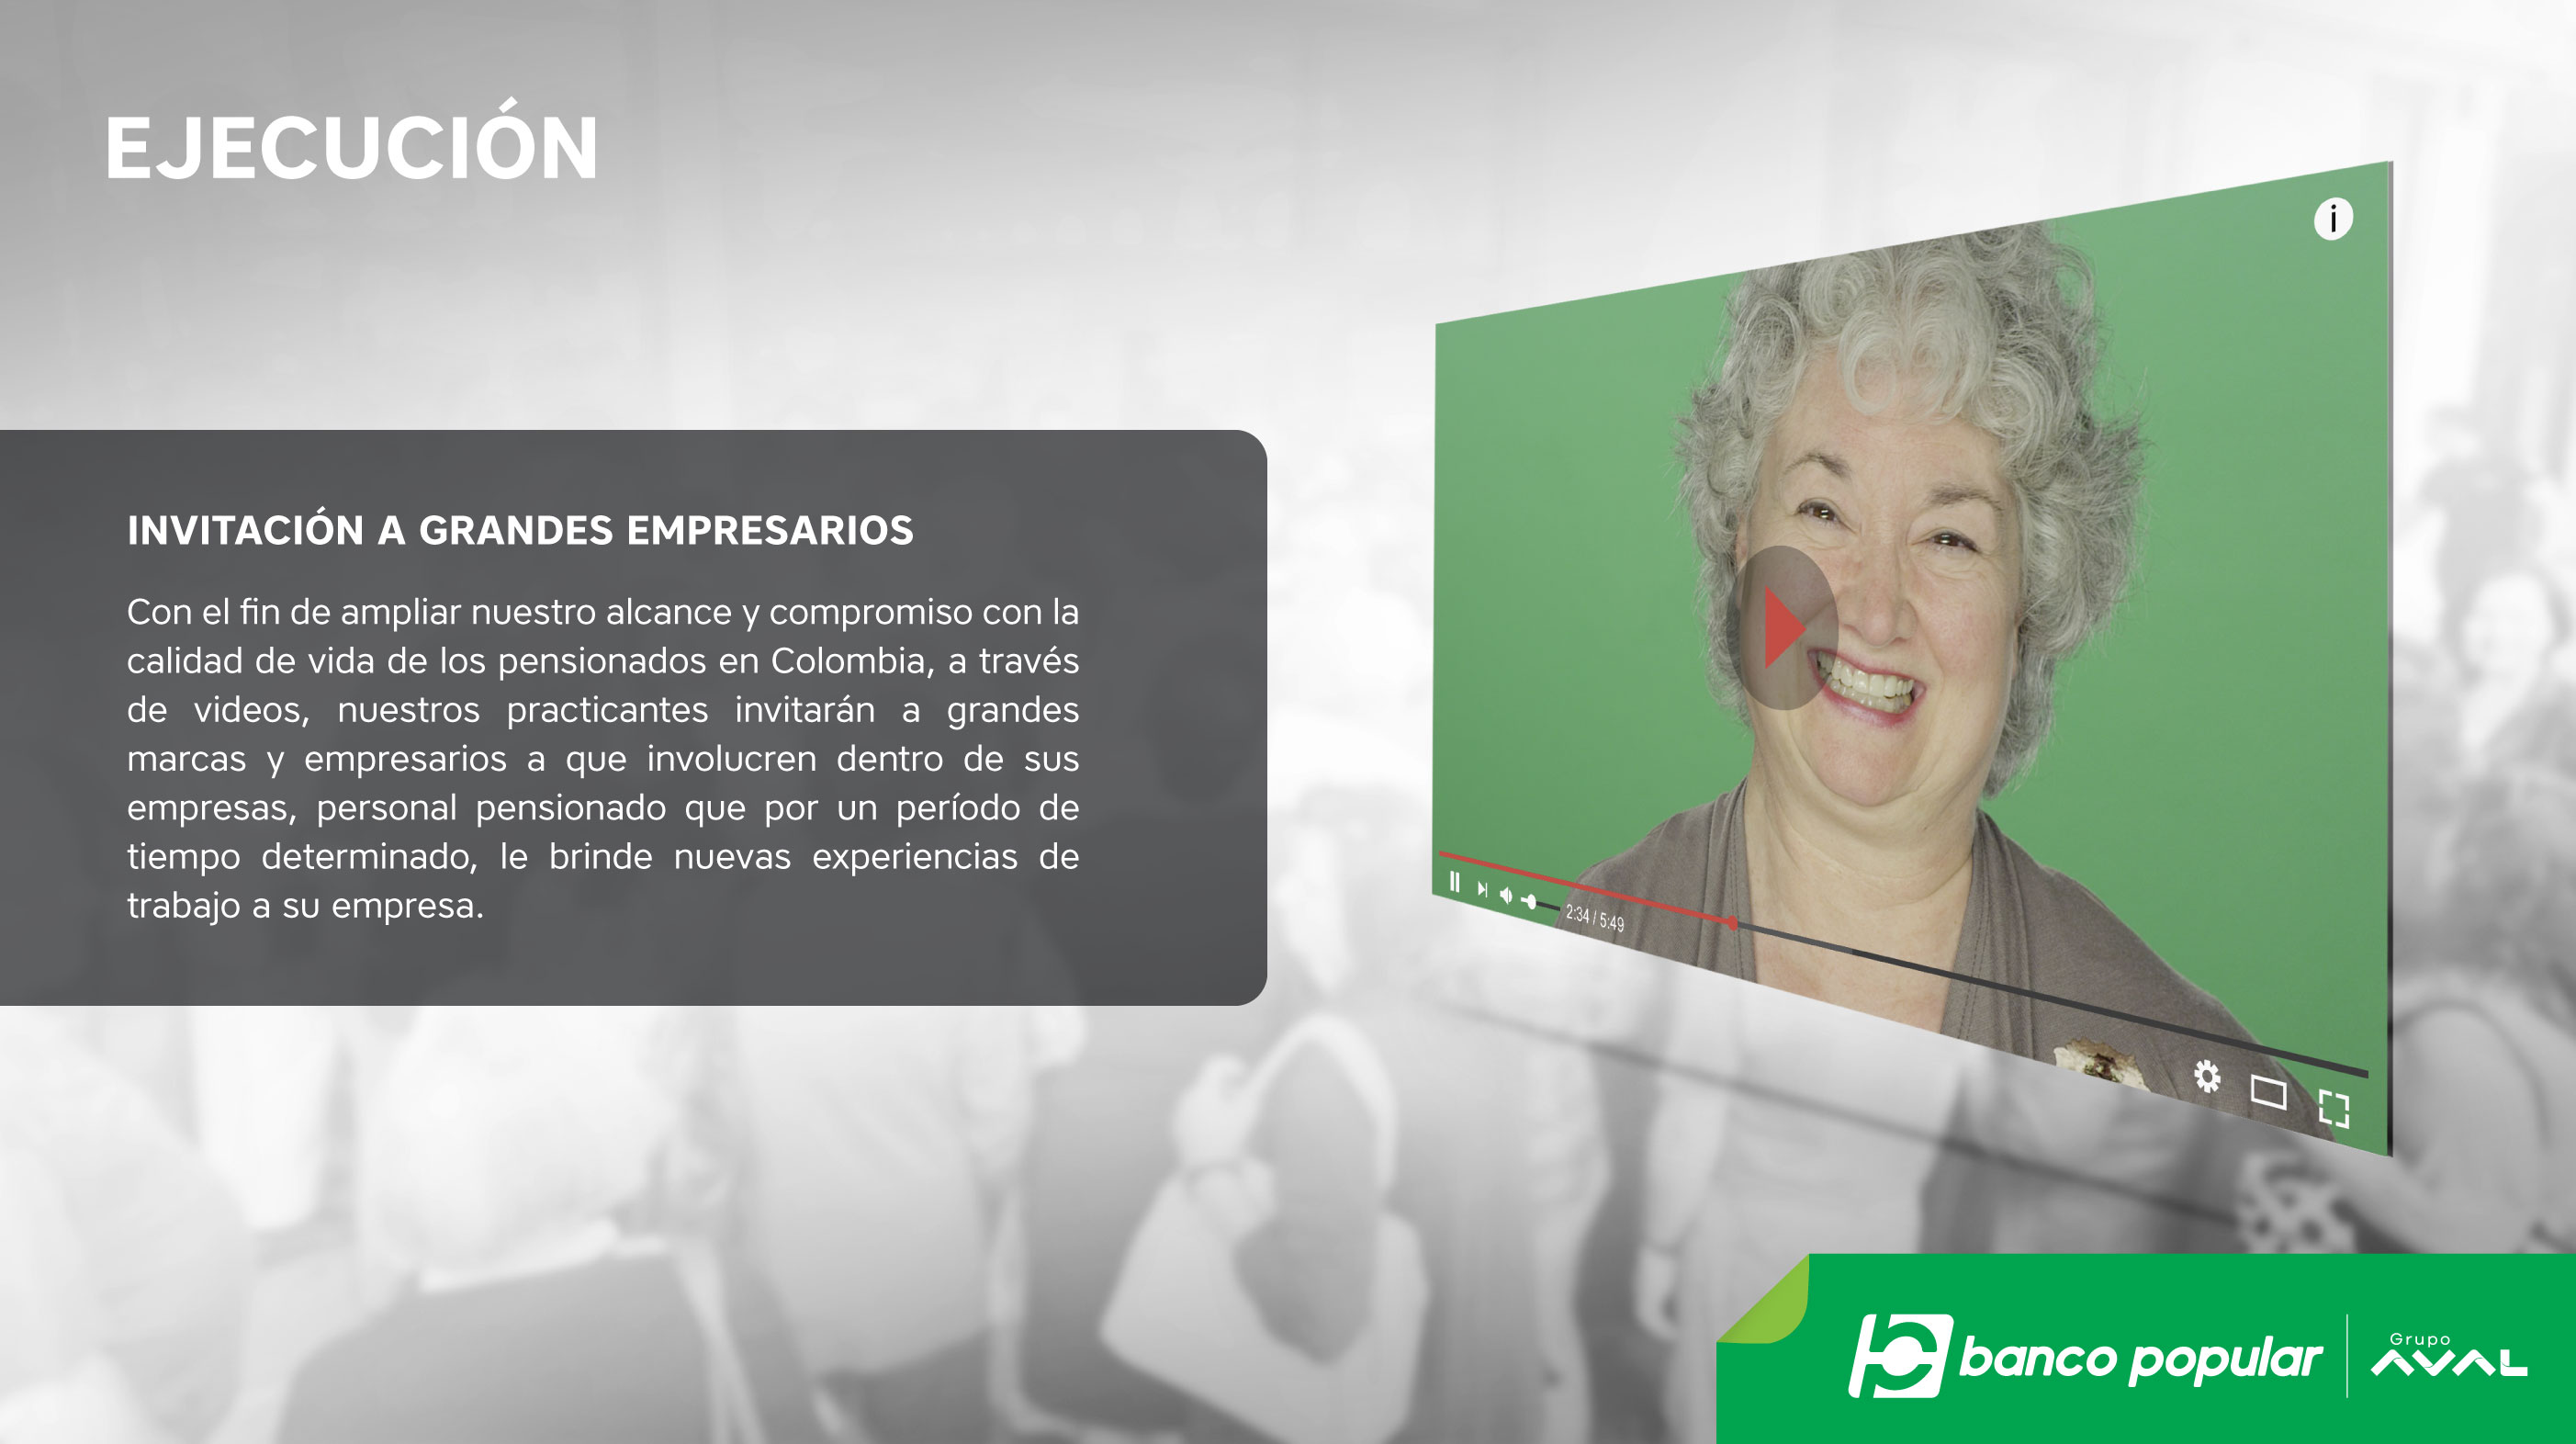 EJECUCIÓN
INVITACIÓN A GRANDES EMPRESARIOS
Con el fin de ampliar nuestro alcance y compromiso con la
calidad de vida de los pensionados en Colombia, a través
de videos, nuestros practicantes invitarán a grandes
marcas y empresarios a que involucren dentro de sus
empresas, personal pensionado que por un período de
tiempo determinado, le brinde nuevas experiencias de
trabajo a su empresa.
i
2:34 / 5:49
banco popular
Grupo
AVAL